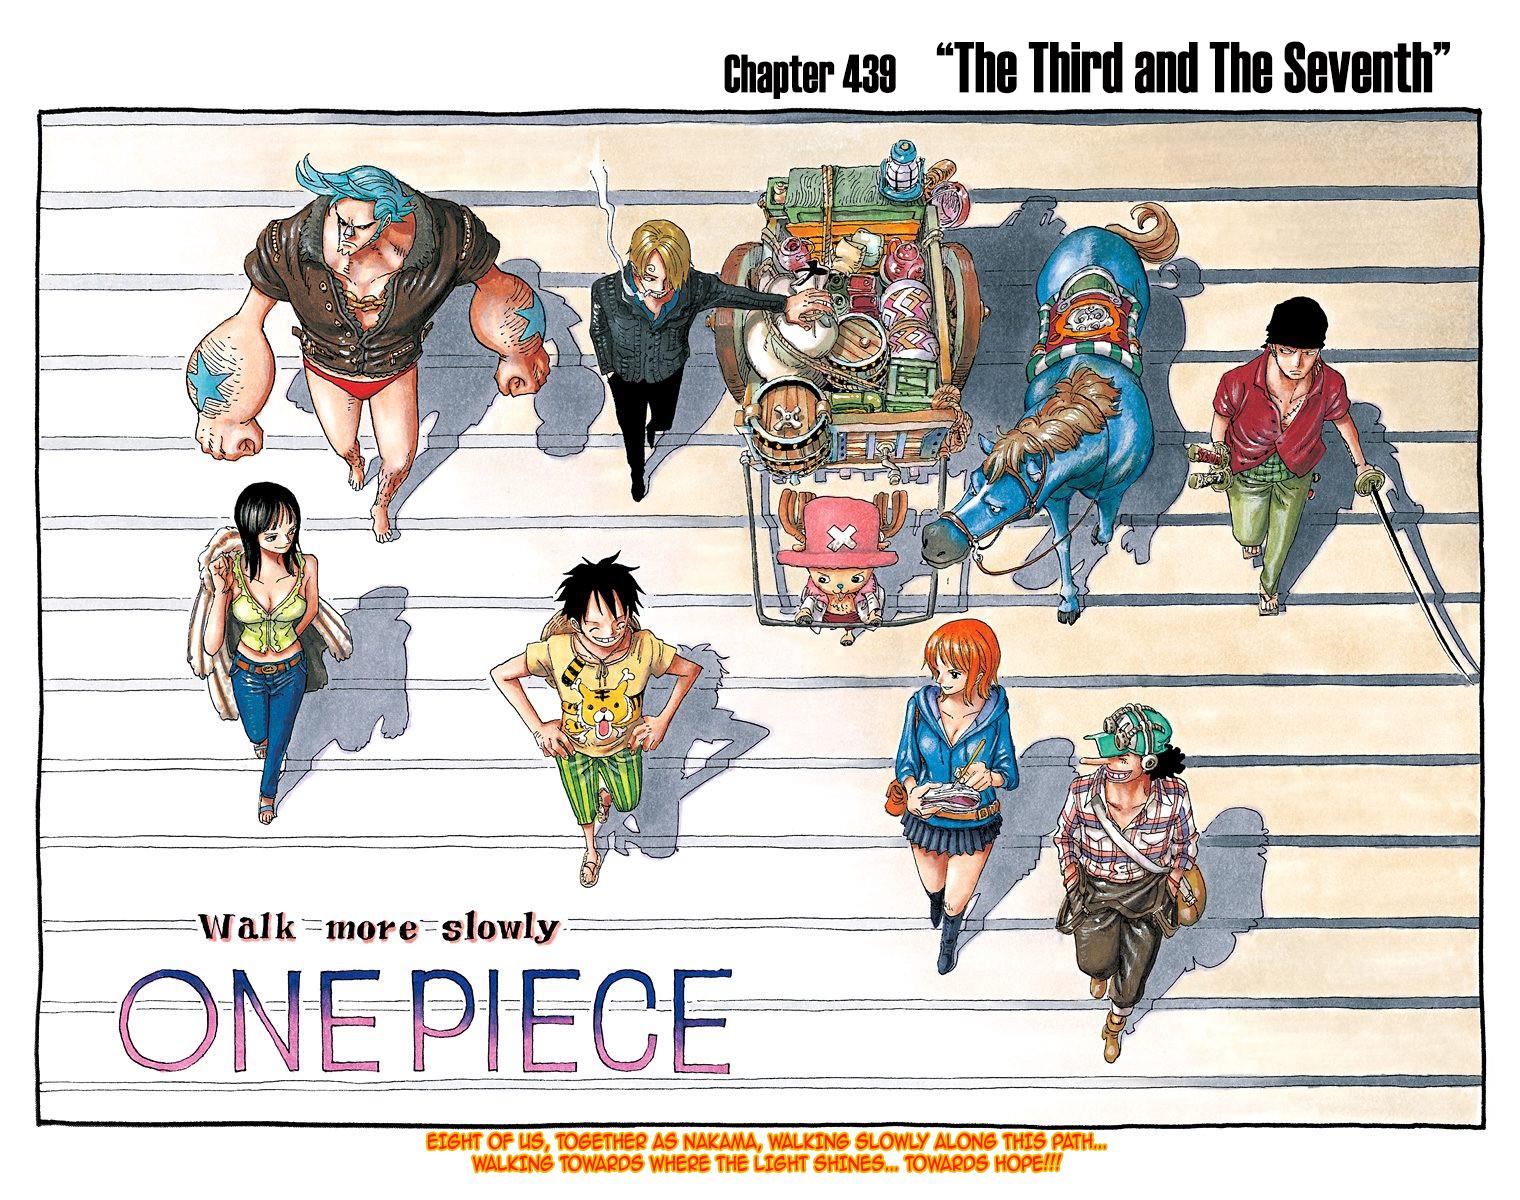 Chapter 439 “The Third and The Seventh”
Walk more slowly
ONE PIECE
EIGHT OF US, TOGETHER AS NAKAMA, WALKING SLOWLY ALONG THIS PATH...
WALKING TOWARDS WHERE THE LIGHT SHINES... TOWARDS HOPE!!!